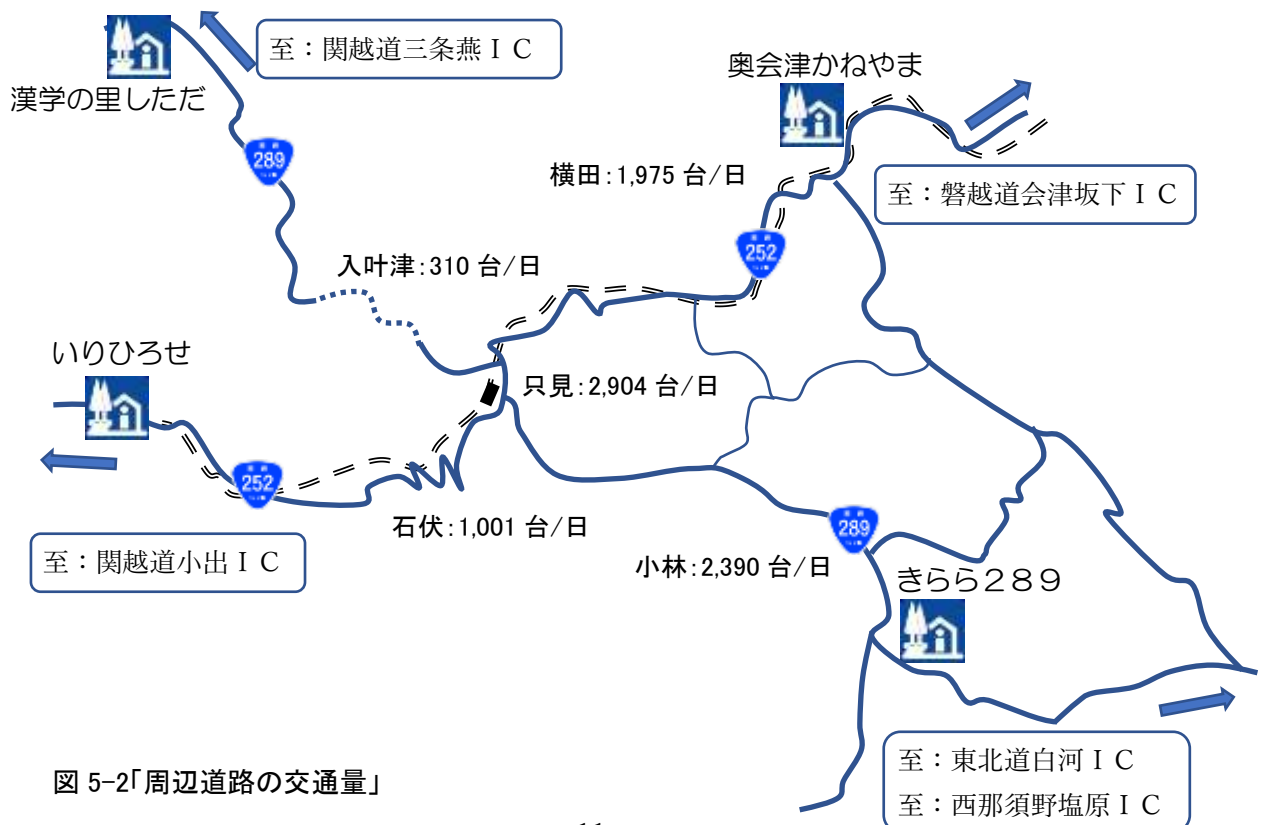 至：関越道三条燕ＩＣ
奥会津かねやま
漢学の里しただ
289
横田：1,975 台/日
至：磐越道会津坂下ＩＣ
252
入叶津：310 台/日
いりひろせ
只見：2,904 台/日
252
石伏：1,001 台/日
289
至：関越道小出ＩＣ
小林：2,390 台/日
きらら２８９
至：東北道白河ＩＣ
至：西那須野塩原ＩＣ
図 5-2「周辺道路の交通量」